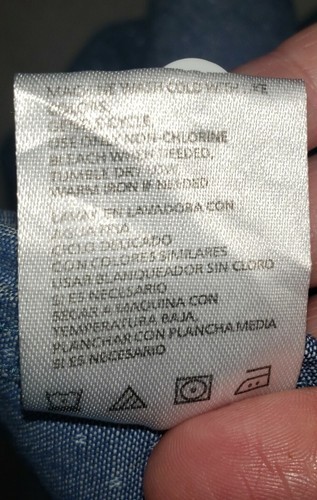 MACHINE WASH COLD WITH LIKE
COLORS.
GENTLE CYCLE,
USE ONLY NON-CHLORINE
BLEACH WHEN NEEDED,
TUMBLE DRY LOW
WARM IRON IF NEEDED
LAVAR EN LAVADORA CON
AGUA FRIA
CICLO DELICADO
CON COLORES SIMILARES
USAR BLANQUEADOR SIN CLORO
SI ES NECESARIO
SECAR A MAQUINA CON
TEMPERATURA BAJA,
PLANCHAR CON PLANCHA MEDIA
SI ES NECESARIO